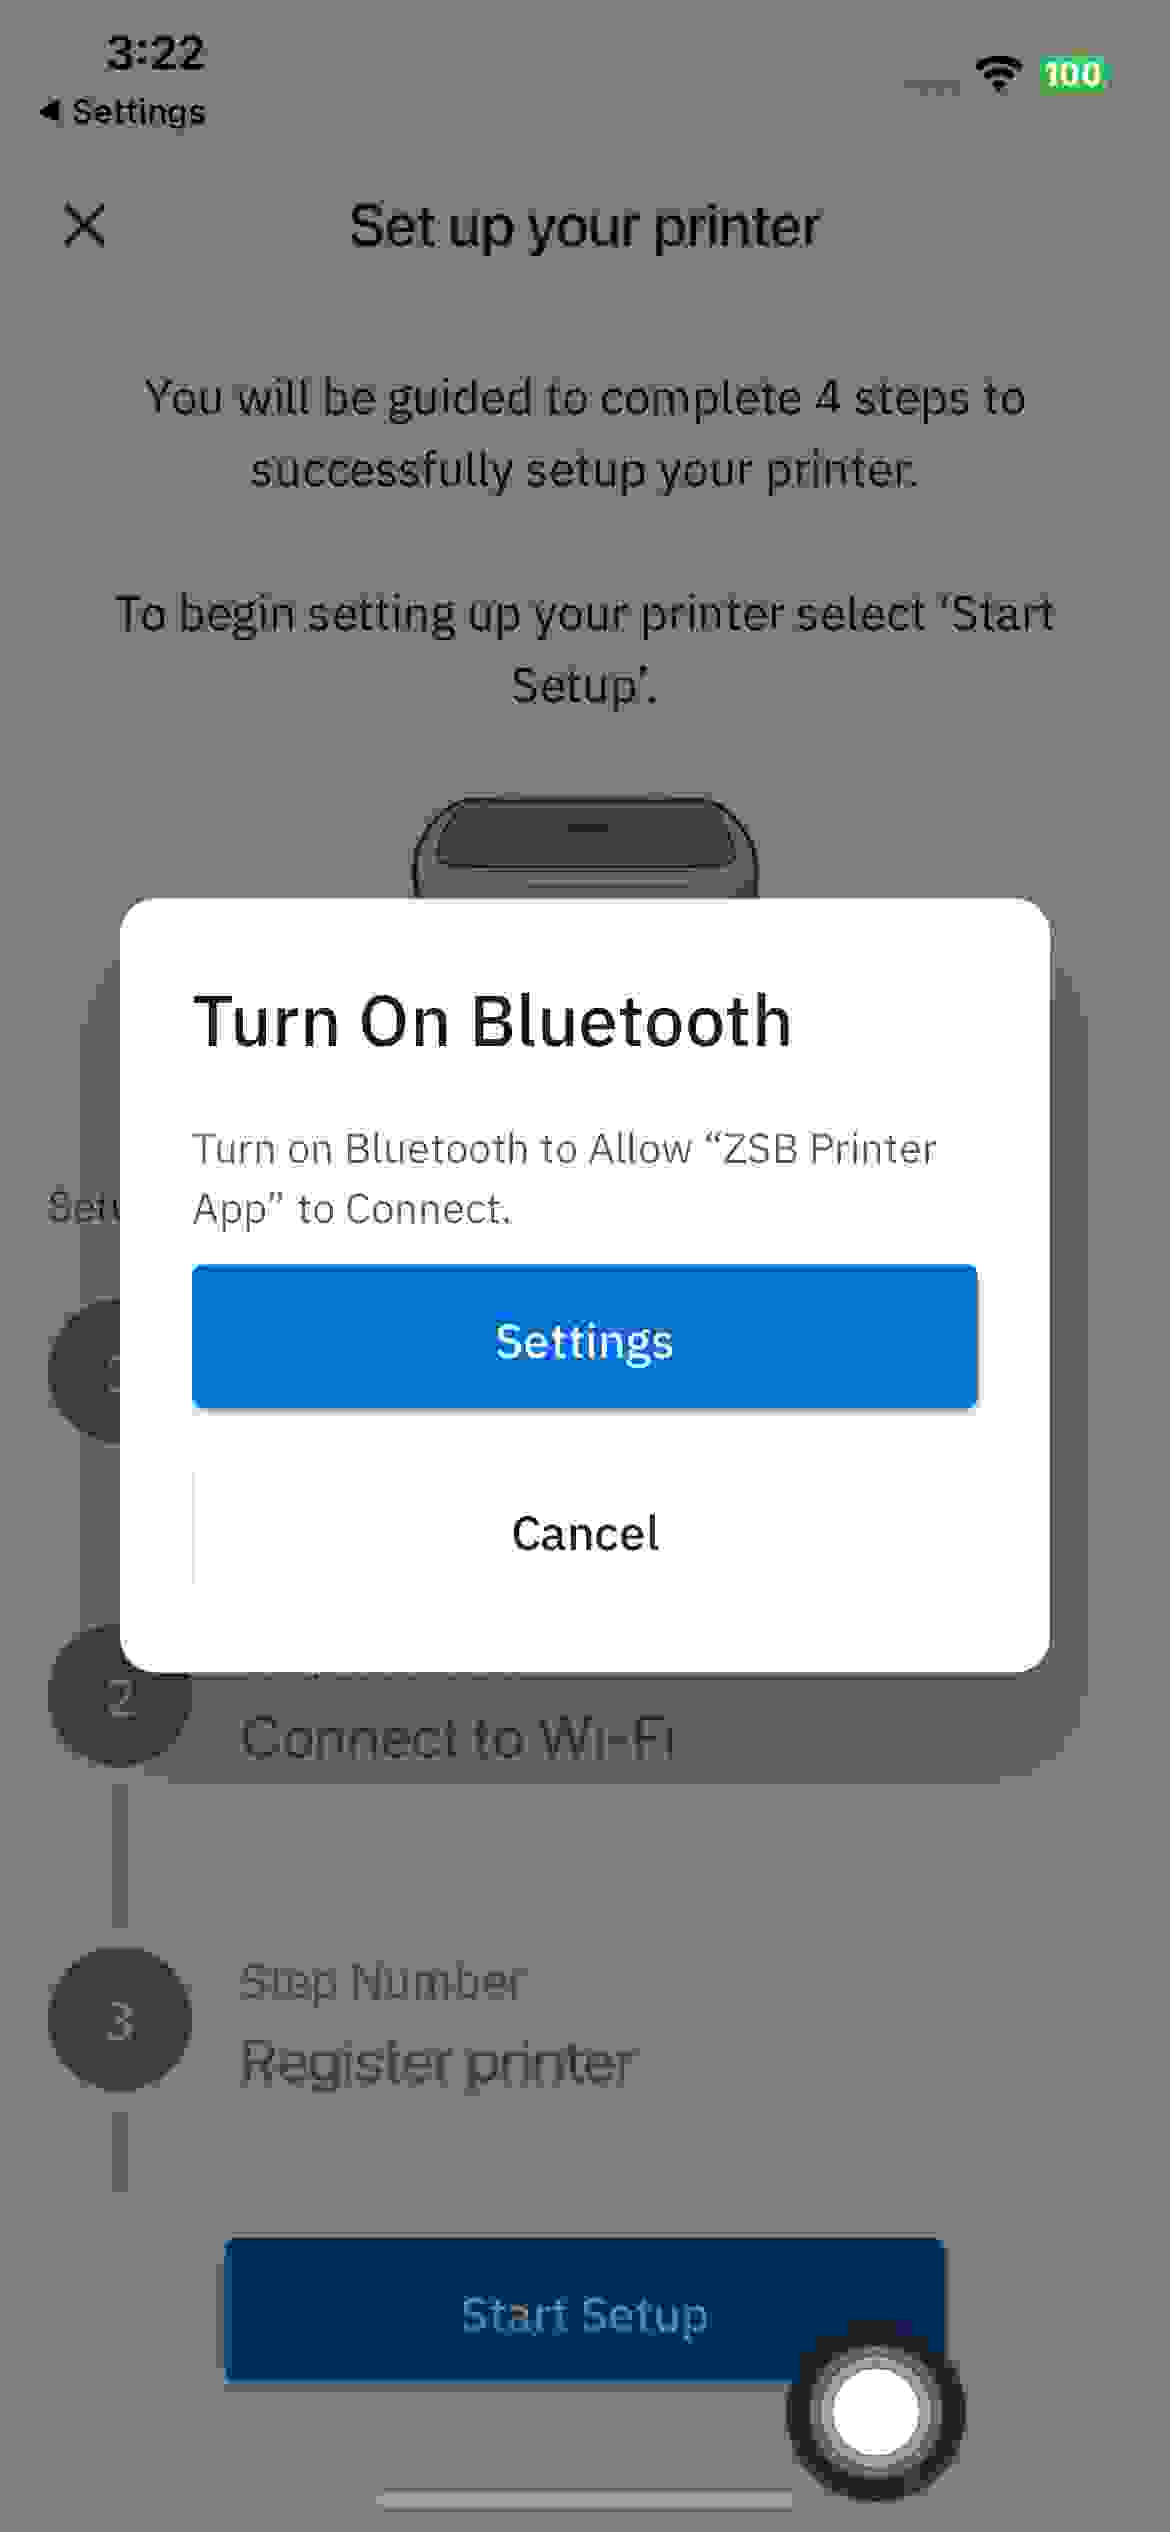 3:22
100
Settings
Set up your printer
You will be guided to complete 4 steps to
successfully setup your printer.
To begin setting up your printer select ‘Start
Setup’.
Turn On Bluetooth
Turn on Bluetooth to Allow “ZSB Printer
App” to Connect.
Settings
Cancel
2
Connect to Wi-Fi
3
Step Number
Register printer
Start Setup